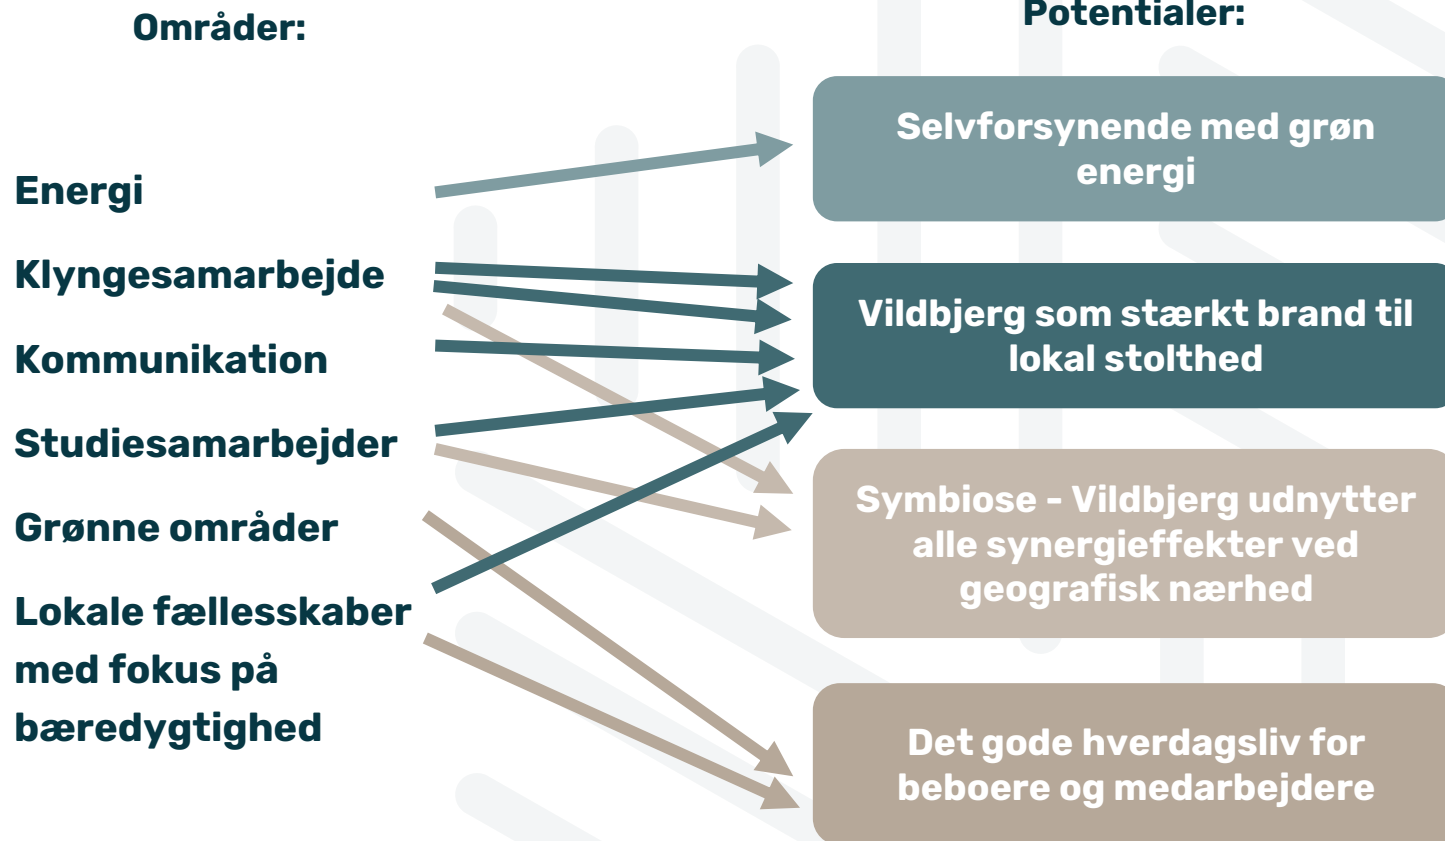 Områder:
Potentialer:
Energi
Klyngesamarbejde
Kommunikation
Studiesamarbejder
Grønne områder
Lokale fællesskaber
med fokus på
bæredygtighed
Selvforsynende med grøn
energi
Vildbjerg som stærkt brand til
lokal stolthed
Symbiose - Vildbjerg udnytter
alle synergieffekter ved
geografisk nærhed
Det gode hverdagsliv for
beboere og medarbejdere